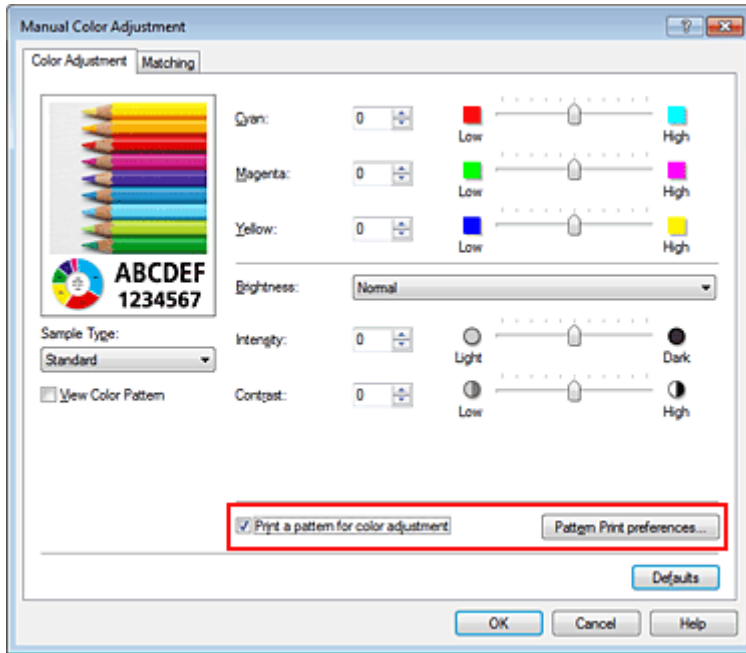 Manual Color Adjustment
Color Adjustment Matching
Cyan: 0 Low High
Magenta: 0 Low High
Yellow: 0 Low High
ABCDEF
1234567
Brightness: Normal
Sample Type:
Standard
View Color Pattern
Intensity: 0 Light Dark
Contrast: 0 Low High
Print a pattern for color adjustment Pattern Print preferences...
Defaults
OK Cancel Help